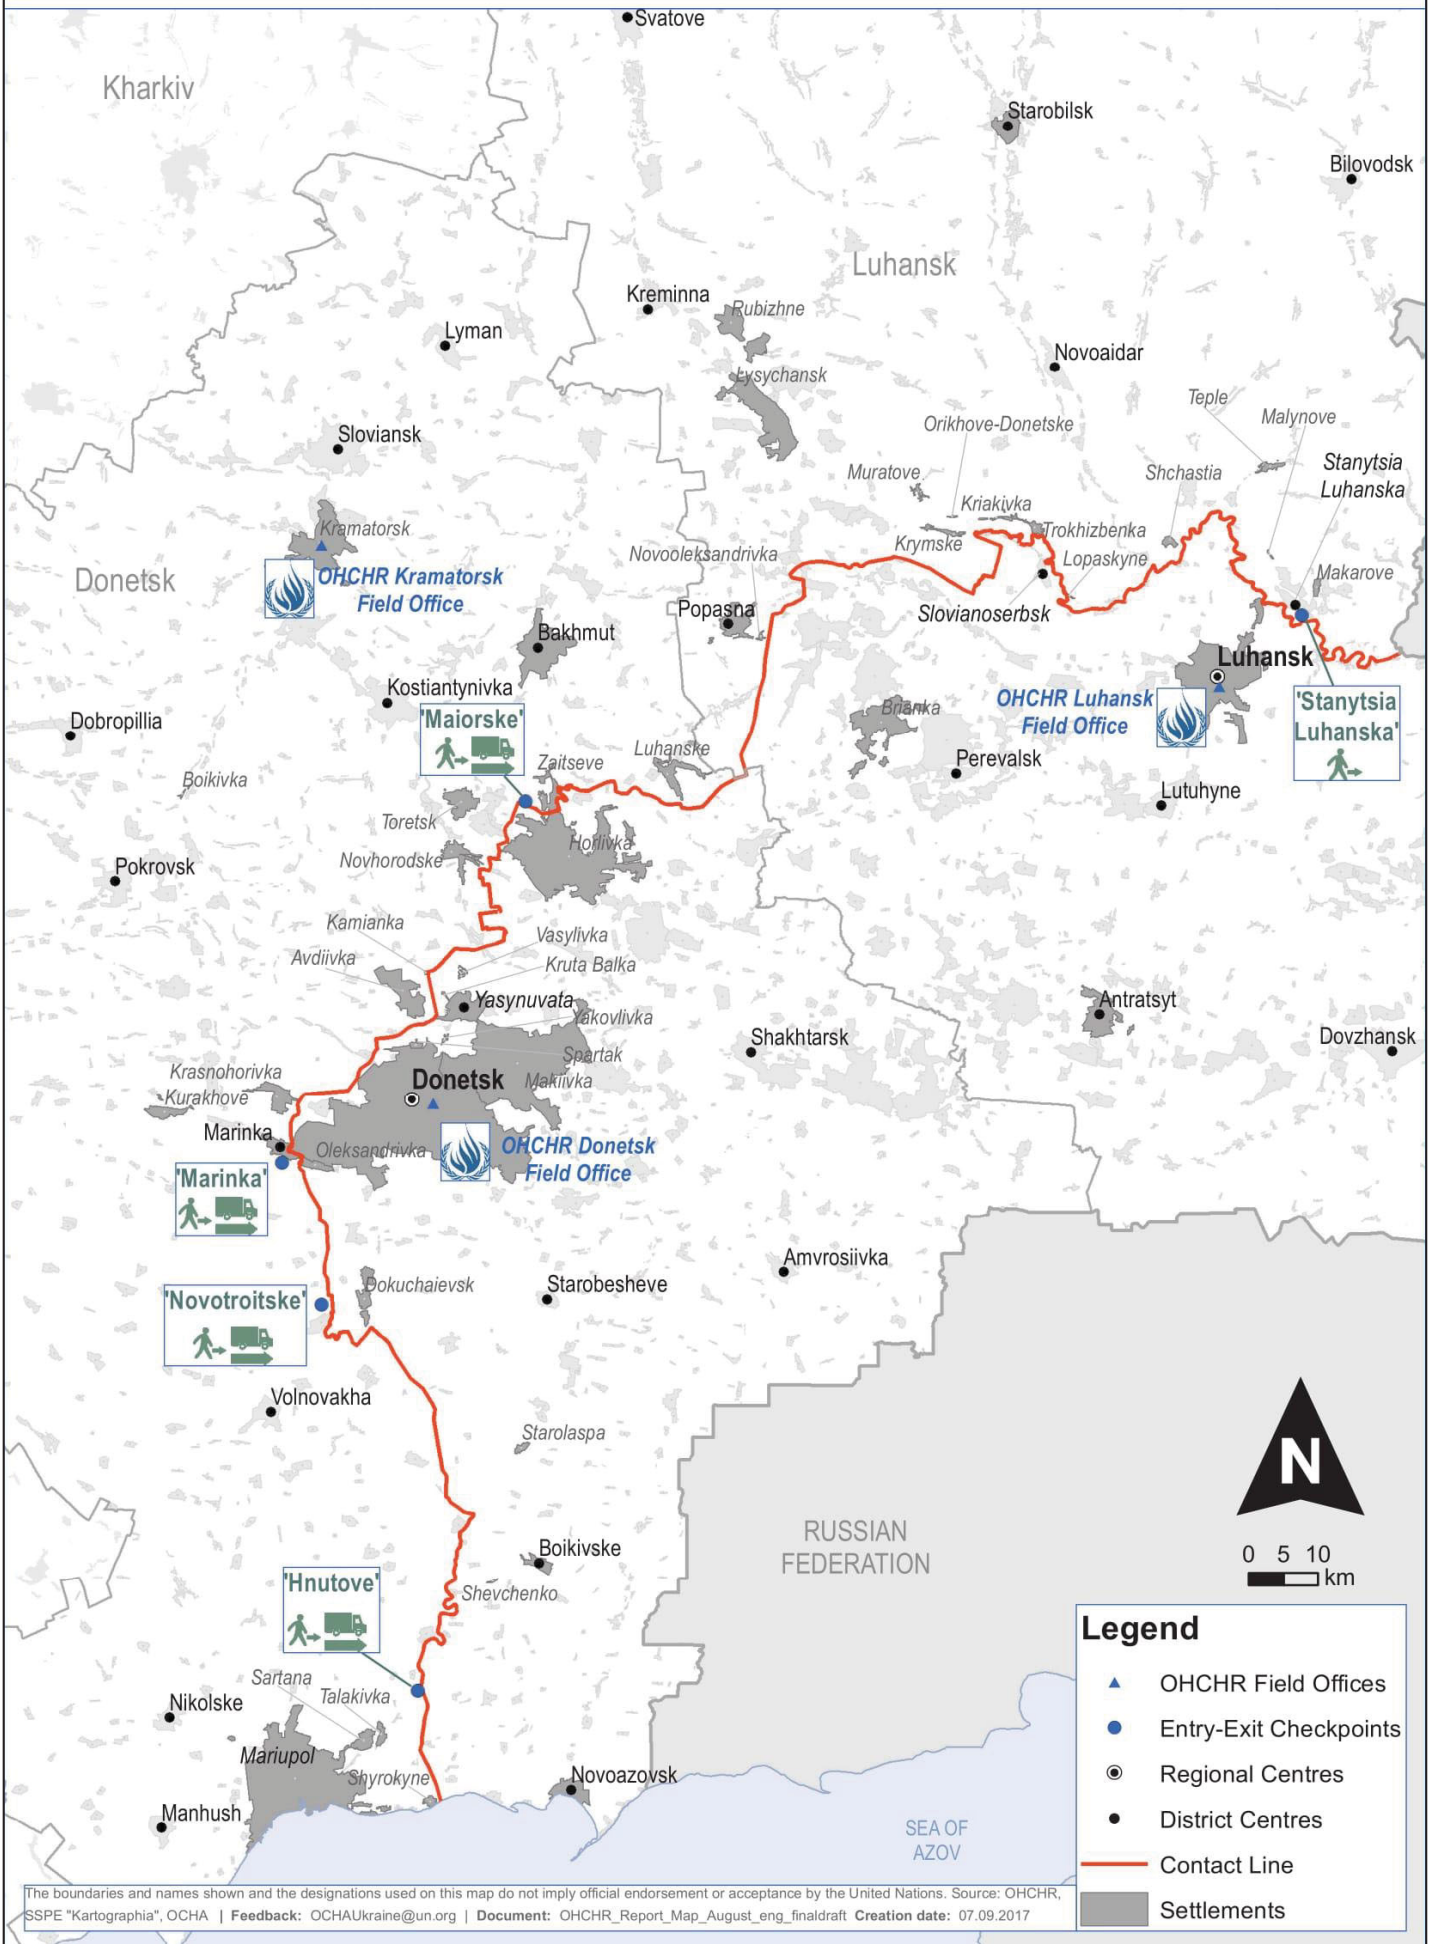 Svatove
Kharkiv
Starobilsk
Bilovodsk
Luhansk
Kreminna
Rubizhne
Lyman
Novoaidar
Lysychansk
Teple
Malynove
Orikhove-Donetske
Sloviansk
Stanytsia
Luhanska
Muratove
Shchastia
Kriakivka
Kramatorsk
Trokhizbenka
Krymske
Novooleksandrivka
Lopaskyne
Makarove
Donetsk
OHCHR Kramatorsk
Field Office
Popasna
Slovianoserbsk
Bakhmut
Luhansk
Kostiantynivka
OHCHR Luhansk
Field Office
'Stanytsia
Luhanska'
Brianka
Dobropillia
'Maiorske'
Luhanske
Perevalsk
Zaitseve
Boikivka
Lutuhyne
Toretsk
Horlivka
Novhorodske
Pokrovsk
Kamianka
Vasylivka
Avdiivka
Kruta Balka
Yasynuvata
Antratsyt
Yakovlivka
Shakhtarsk
Dovzhansk
Spartak
Krasnohorivka
Donetsk
Makiivka
Kurakhove
Marinka
Oleksandrivka
OHCHR Donetsk
Field Office
'Marinka'
Amvrosiivka
Dokuchaievsk
Starobesheve
'Novotroitske'
Volnovakha
Starolaspa
N
RUSSIAN
FEDERATION
Boikivske
0 5 10
km
'Hnutove'
Shevchenko
Legend
Sartana
OHCHR Field Offices
Talakivka
Nikolske
Entry-Exit Checkpoints
Mariupol
Regional Centres
Shyrokyne
Novoazovsk
Manhush
District Centres
SEA OF
AZOV
Contact Line
Settlements
The boundaries and names shown and the designations used on this map do not imply official endorsement or acceptance by the United Nations. Source: OHCHR,
SSPE "Kartographia", OCHA | Feedback: OCHAUkraine@un.org | Document: OHCHR_Report_Map_August_eng_finaldraft Creation date: 07.09.2017